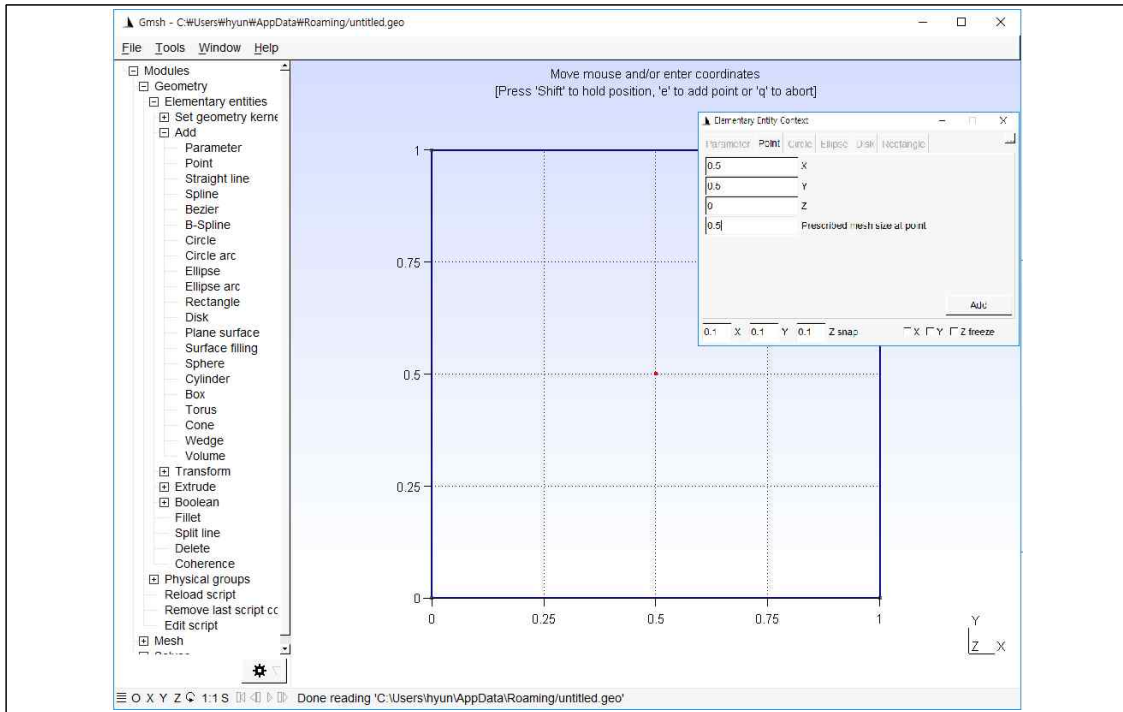 Gmsh - C:₩Users₩hyun₩AppData₩Roaming/untitled.geo
File Tools Window Help
Modules
Geometry
Elementary entities
Set geometry kerne
Add
Parameter
Point
Straight line
Spline
Bezier
B-Spline
Circle
Circle arc
Ellipse
Ellipse arc
Rectangle
Disk
Plane surface
Surface filling
Sphere
Cylinder
Box
Torus
Cone
Wedge
Volume
Transform
Extrude
Boolean
Fillet
Split line
Delete
Coherence
Physical groups
Reload script
Remove last script cc
Edit script
Mesh
Move mouse and/or enter coordinates
[Press 'Shift' to hold position, 'e' to add point or 'q' to abort]
1
0.75
0.5
0.25
0
0 0.25 0.5 0.75 1
Y
Z X
Elementary Entity Context
Parameter Point Circle Ellipse Disk Rectangle
0.5 X
0.5 Y
0 Z
0.5 Prescribed mesh size at point
Add
0.1 X 0.1 Y 0.1 Z snap X Y Z freeze
O X Y Z 1:1 S Done reading 'C:\Users\hyun\AppData\Roaming/untitled.geo'